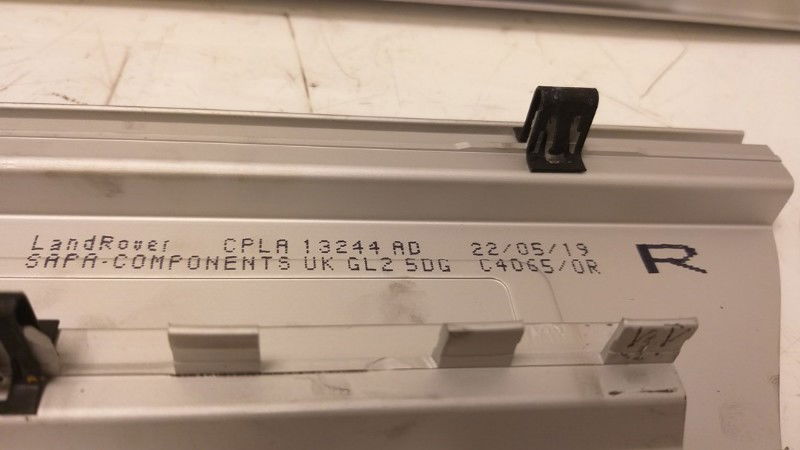 LandRover CPLA 13244 AD 22/05/19
SAPA-COMPONENTS UK GL2 5DG C4065/0R
R